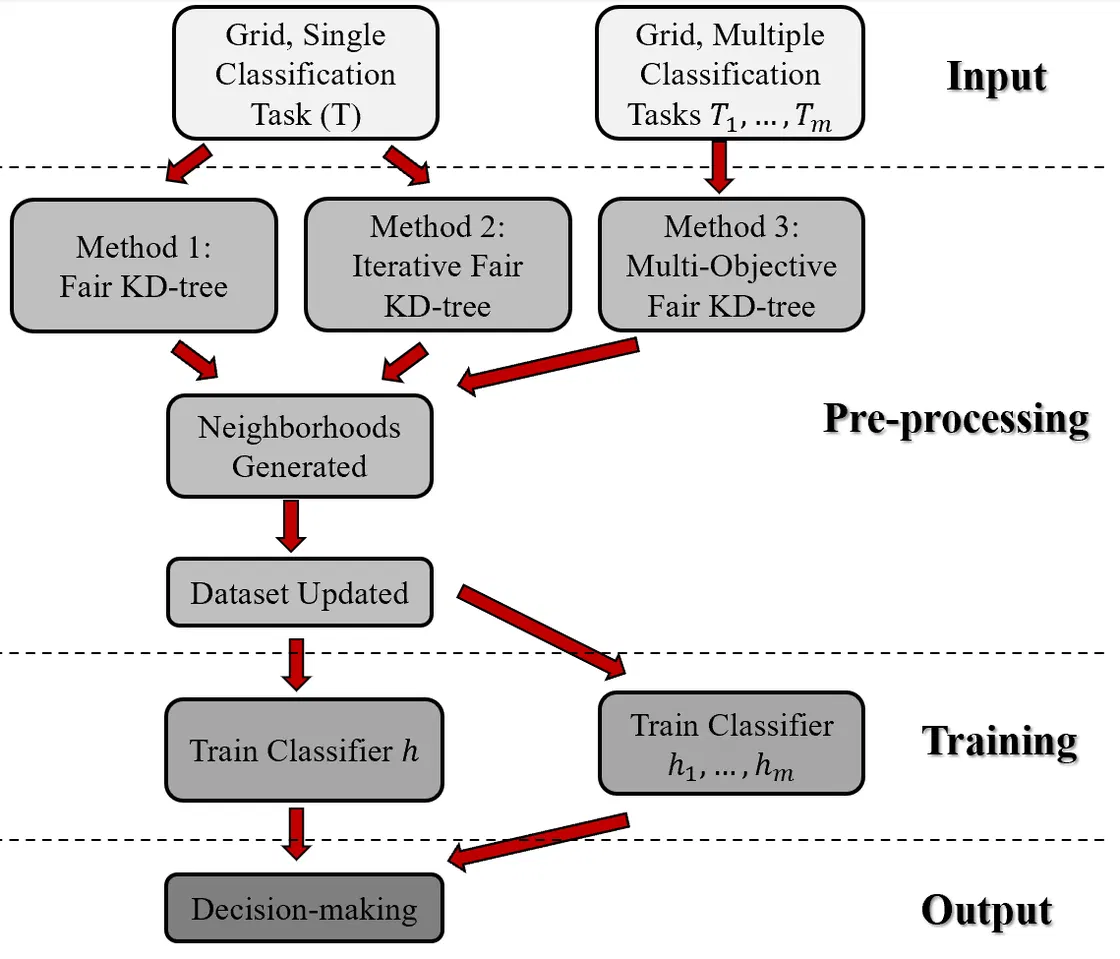 Grid, Single
Classification
Task (T)
Grid, Multiple
Classification
Tasks 𝑇₁, … , 𝑇ₘ
Input
Method 1:
Fair KD-tree
Method 2:
Iterative Fair
KD-tree
Method 3:
Multi-Objective
Fair KD-tree
Neighborhoods
Generated
Pre-processing
Dataset Updated
Train Classifier ℎ
Train Classifier
ℎ₁, … , ℎₘ
Training
Decision-making
Output